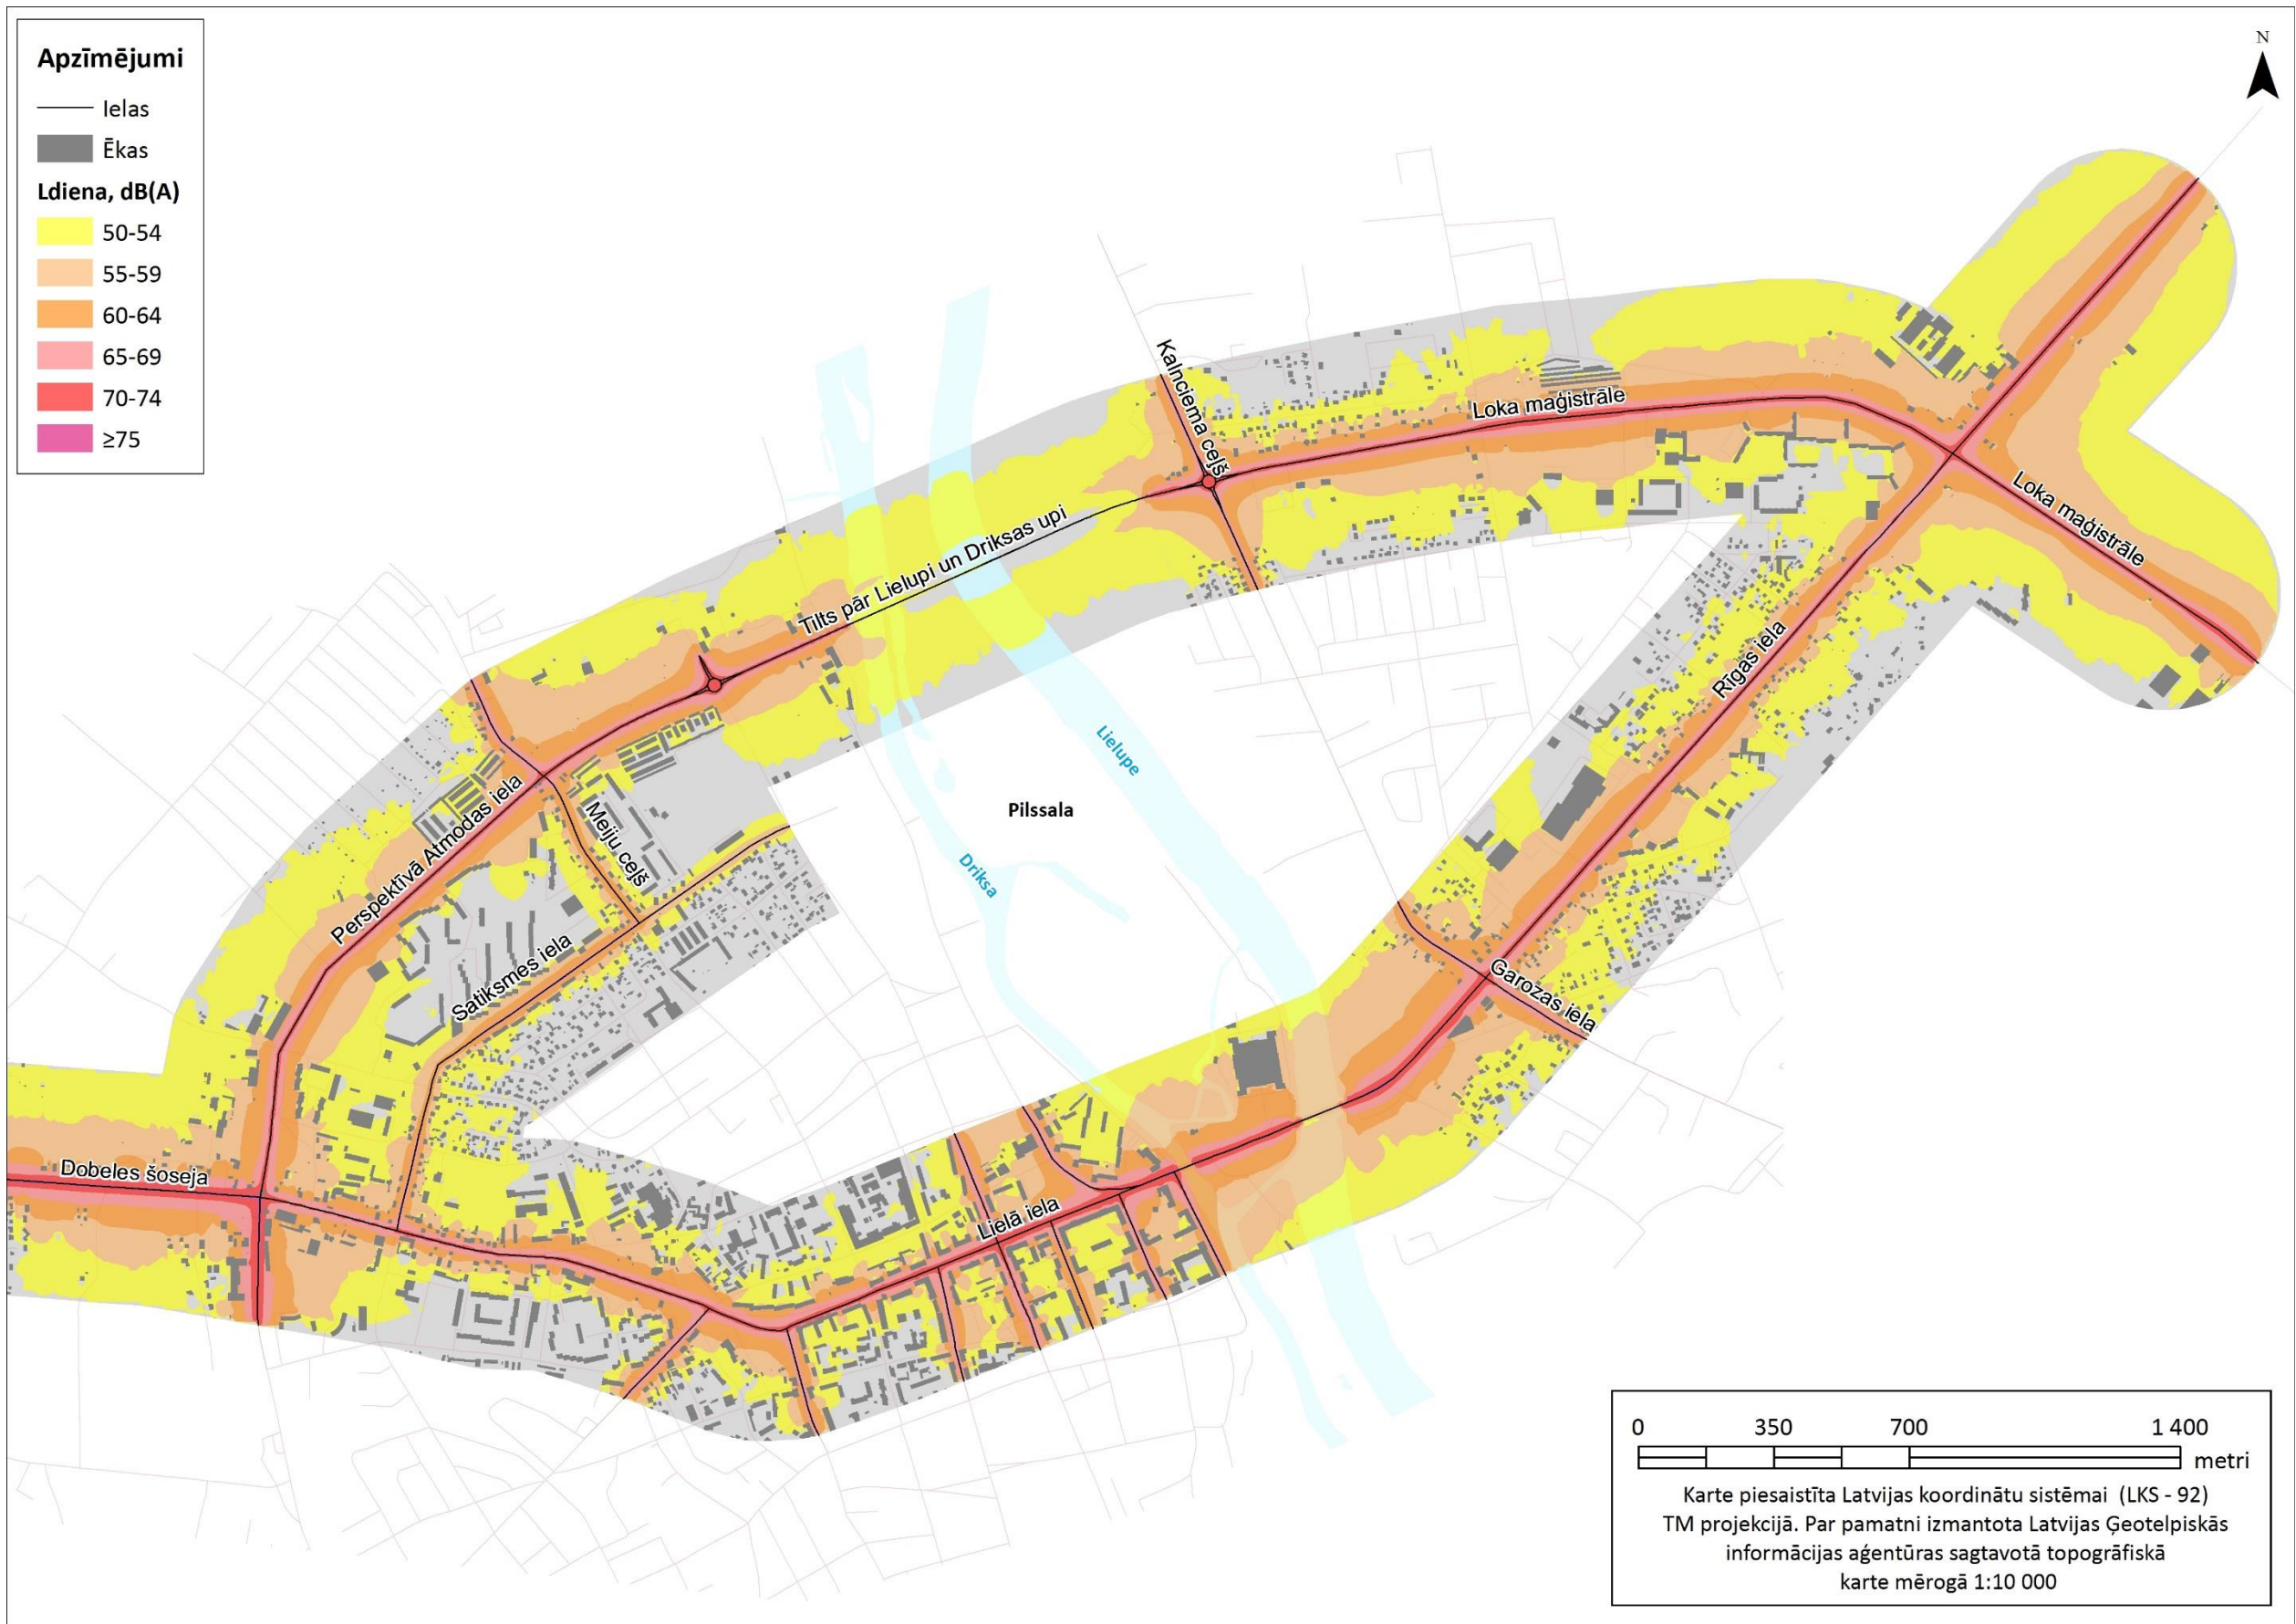 Apzīmējumi
Ielas
Ēkas
Ldiena, dB(A)
50-54
55-59
60-64
65-69
70-74
≥75
N
Kalnciema ceļš
Loka maģistrāle
Loka maģistrāle
Tilts pār Lielupi un Driksas upi
Rīgas iela
Lielupe
Pilssala
Driksa
Meiju ceļš
Perspektīvā Atmodas iela
Satiksmes iela
Garozas iela
Dobeles šoseja
Lielā iela
0 350 700 1 400
metri
Karte piesaistīta Latvijas koordinātu sistēmai (LKS - 92)
TM projekcijā. Par pamatni izmantota Latvijas Ģeotelpiskās
informācijas aģentūras sagtavotā topogrāfiskā
karte mērogā 1:10 000